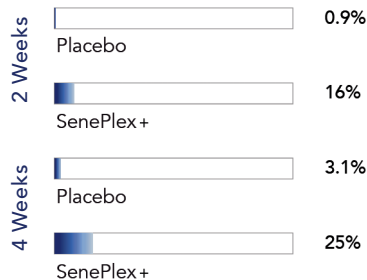 2 Weeks
0.9%
Placebo
16%
SenePlex+
4 Weeks
3.1%
Placebo
25%
SenePlex+